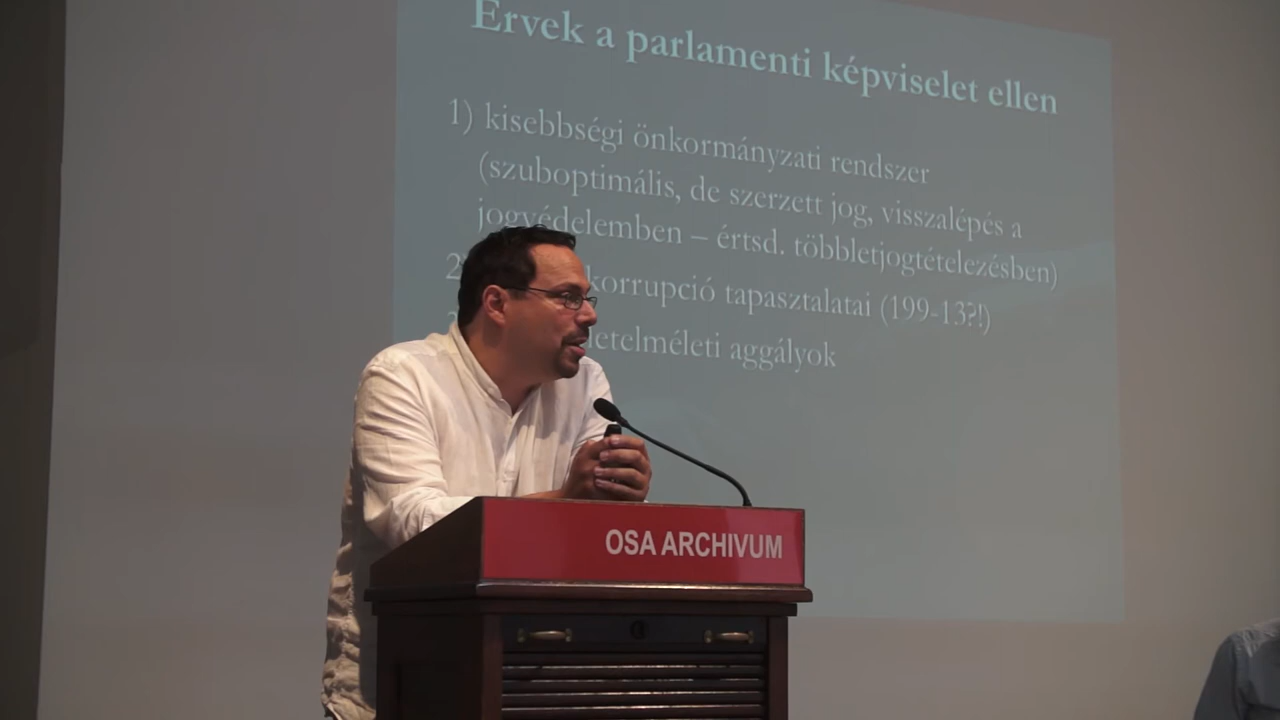 Érvek a parlamenti képviselet ellen
1) kisebbségi önkormányzati rendszer
(szuboptimális, de szerzett jog, visszalépés a
jogvédelemben – értsd. többletjogtételezésben)
korrupció tapasztalatai (199-13?!)
aggályok
OSA ARCHIVUM